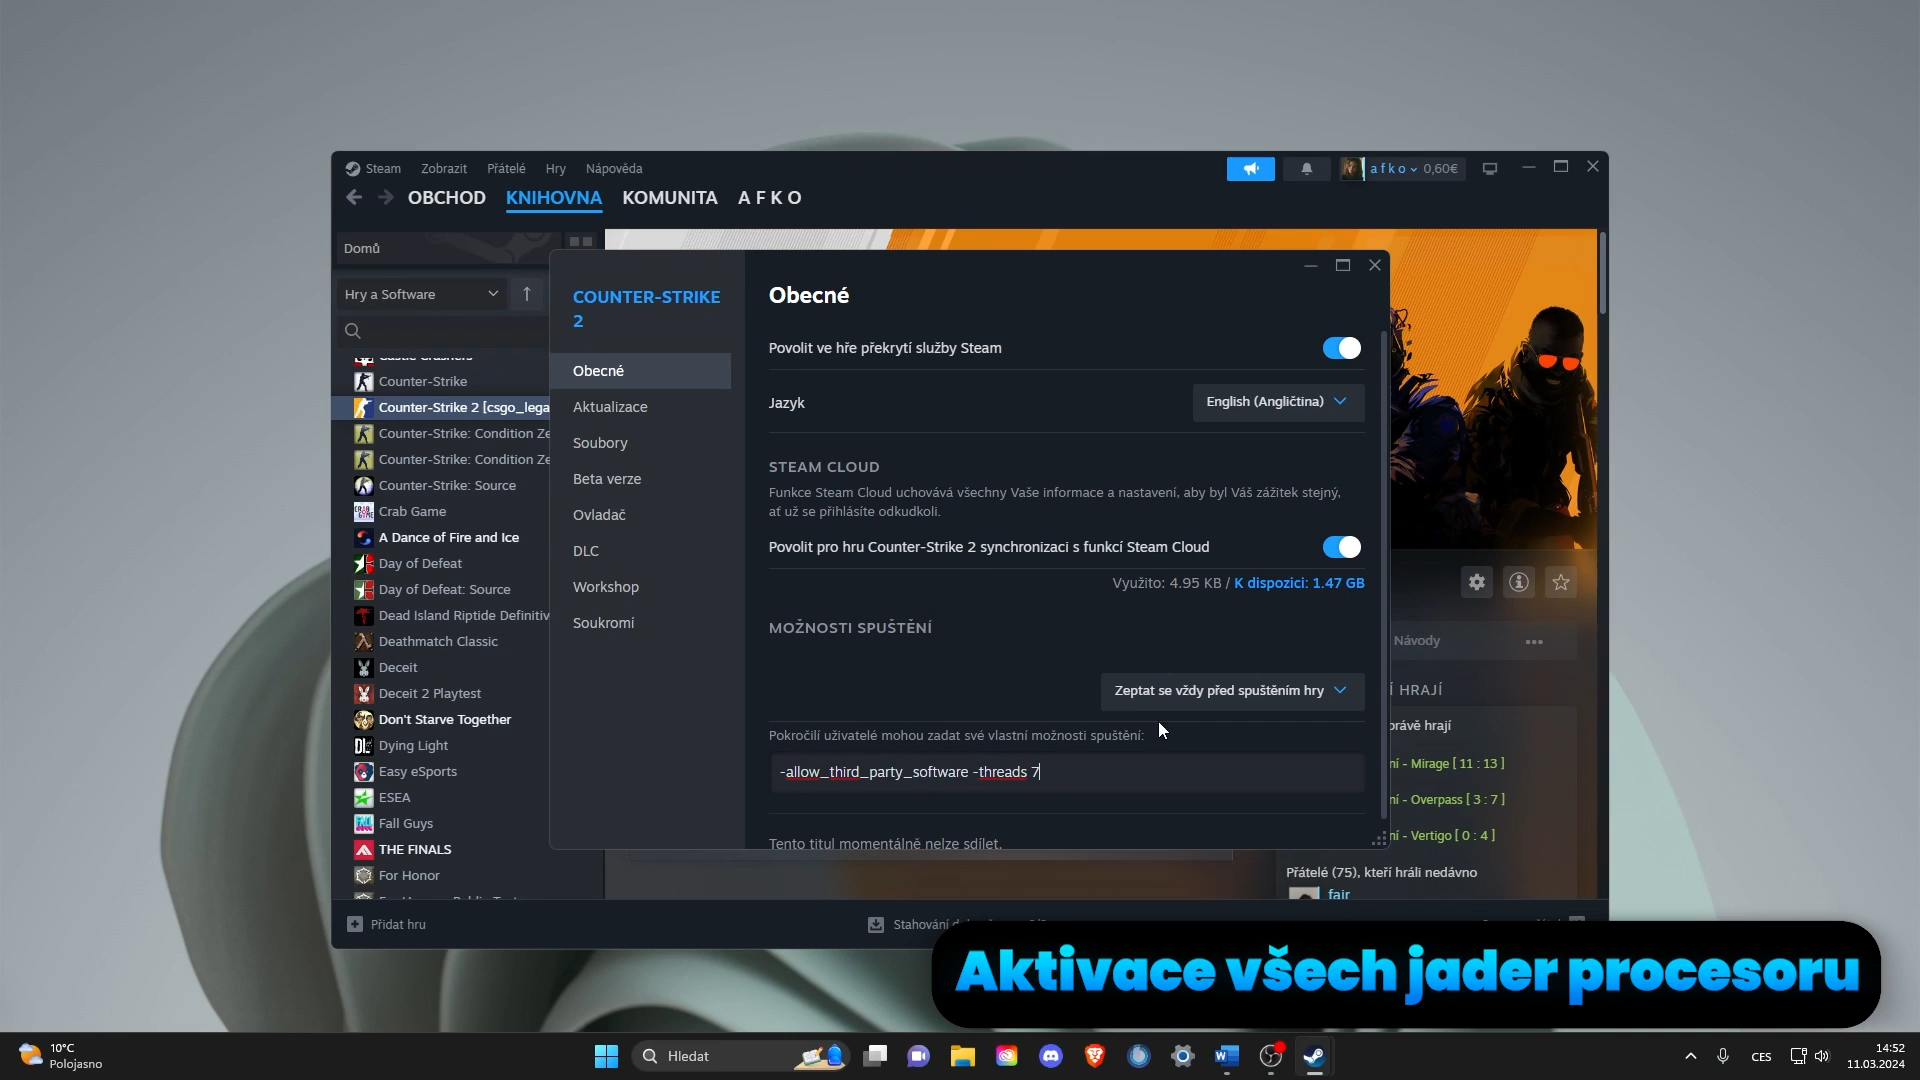 Steam Zobrazit Přátelé Hry Nápověda
a f k o 0,60€
OBCHOD KNIHOVNA KOMUNITA A F K O
Domů
Hry a Software
Castle Crashers
Counter-Strike
Counter-Strike 2 [csgo_lega
Counter-Strike: Condition Ze
Counter-Strike: Condition Ze
Counter-Strike: Source
Crab Game
A Dance of Fire and Ice
Day of Defeat
Day of Defeat: Source
Dead Island Riptide Definitiv
Deathmatch Classic
Deceit
Deceit 2 Playtest
Don't Starve Together
Dying Light
Easy eSports
ESEA
Fall Guys
THE FINALS
For Honor
COUNTER-STRIKE
2
Obecné
Aktualizace
Soubory
Beta verze
Ovladač
DLC
Workshop
Soukromí
Obecné
Povolit ve hře překrytí služby Steam
Jazyk
English (Angličtina)
STEAM CLOUD
Funkce Steam Cloud uchovává všechny Vaše informace a nastavení, aby byl Váš zážitek stejný,
ať už se přihlásíte odkudkoli.
Povolit pro hru Counter-Strike 2 synchronizaci s funkcí Steam Cloud
Využito: 4.95 KB / K dispozici: 1.47 GB
MOŽNOSTI SPUŠTĚNÍ
Zeptat se vždy před spuštěním hry
Pokročilí uživatelé mohou zadat své vlastní možnosti spuštění:
-allow_third_party_software -threads 7
Tento titul momentálně nelze sdílet.
Návody
Í HRAJÍ
právě hrají
ní - Mirage [ 11 : 13 ]
ní - Overpass [ 3 : 7 ]
ní - Vertigo [ 0 : 4 ]
Přátelé (75), kteří hráli nedávno
fair
Přidat hru
Stahování
Aktivace všech jader procesoru
10°C
Polojasno
Hledat
CES
14:52
11.03.2024